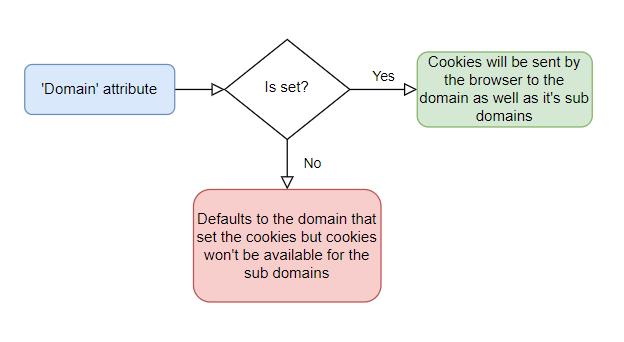 'Domain' attribute
Is set?
Yes
Cookies will be sent by
the browser to the
domain as well as it's sub
domains
No
Defaults to the domain that
set the cookies but cookies
won't be available for the
sub domains